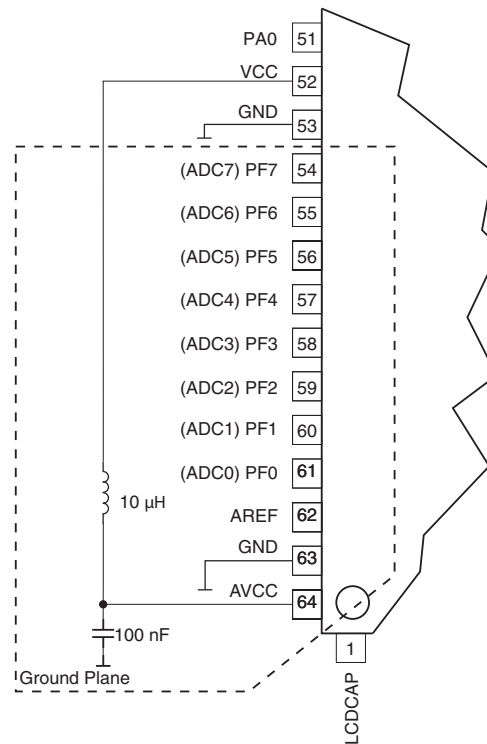 PA0 51
VCC 52
GND 53
(ADC7) PF7 54
(ADC6) PF6 55
(ADC5) PF5 56
(ADC4) PF4 57
(ADC3) PF3 58
(ADC2) PF2 59
(ADC1) PF1 60
(ADC0) PF0 61
10 µH
AREF 62
GND 63
AVCC 64
100 nF
Ground Plane
1
LCDCAP